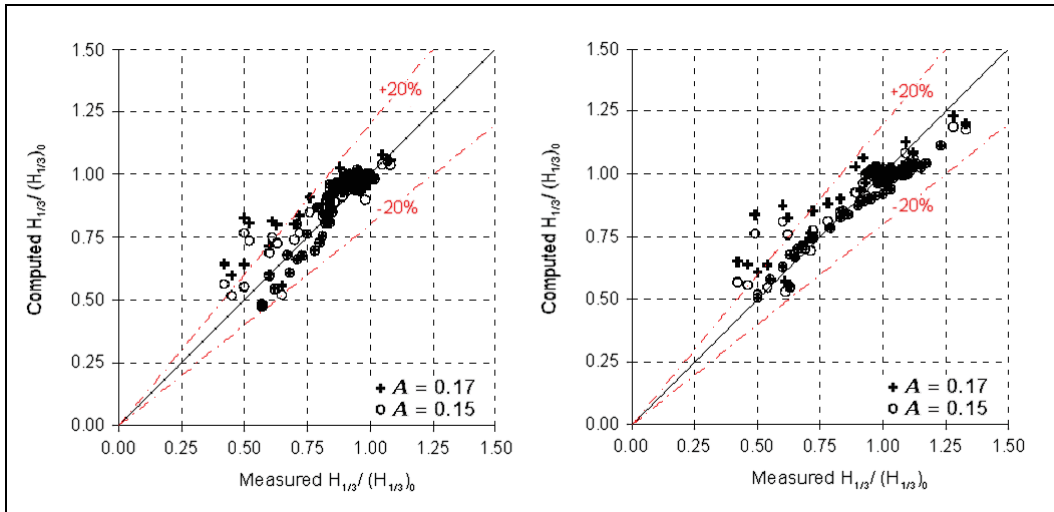 1.50
1.25
1.00
0.75
0.50
0.25
0.00
0.00 0.25 0.50 0.75 1.00 1.25 1.50
Computed H1/3/ (H1/3)0
Measured H1/3/ (H1/3)0
+20%
-20%
A = 0.17
A = 0.15
1.50
1.25
1.00
0.75
0.50
0.25
0.00
0.00 0.25 0.50 0.75 1.00 1.25 1.50
Computed H1/3/ (H1/3)0
Measured H1/3/ (H1/3)0
+20%
-20%
A = 0.17
A = 0.15